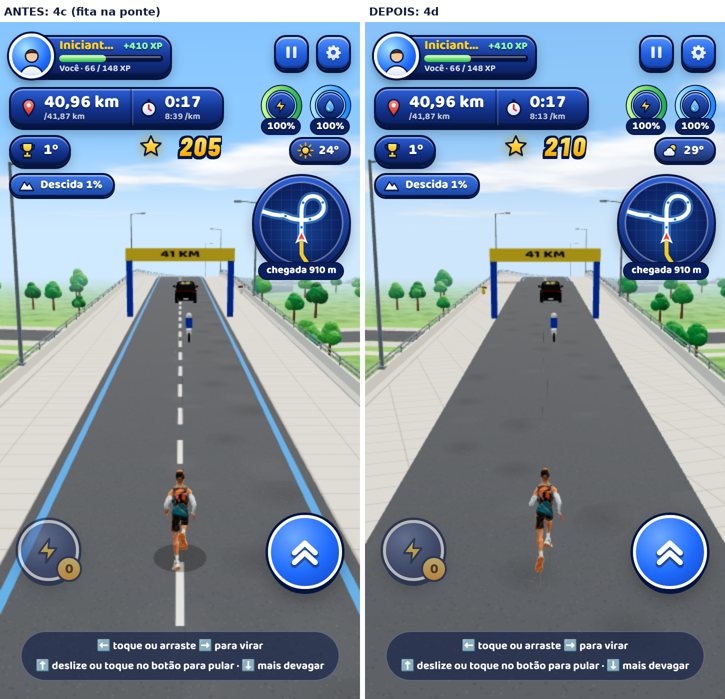 ANTES: 4c (fita na ponte)
Iniciant... +410 XP
Você · 66 / 148 XP
40,96 km
/41,87 km
0:17
8:39 /km
100%
100%
1°
205
24°
Descida 1%
41 KM
chegada 910 m
0
← toque ou arraste → para virar
↑ deslize ou toque no botão para pular · ↓ mais devagar
DEPOIS: 4d
Iniciant... +410 XP
Você · 66 / 148 XP
40,96 km
/41,87 km
0:17
8:13 /km
100%
100%
1°
210
29°
Descida 1%
41 KM
chegada 910 m
0
← toque ou arraste → para virar
↑ deslize ou toque no botão para pular · ↓ mais devagar